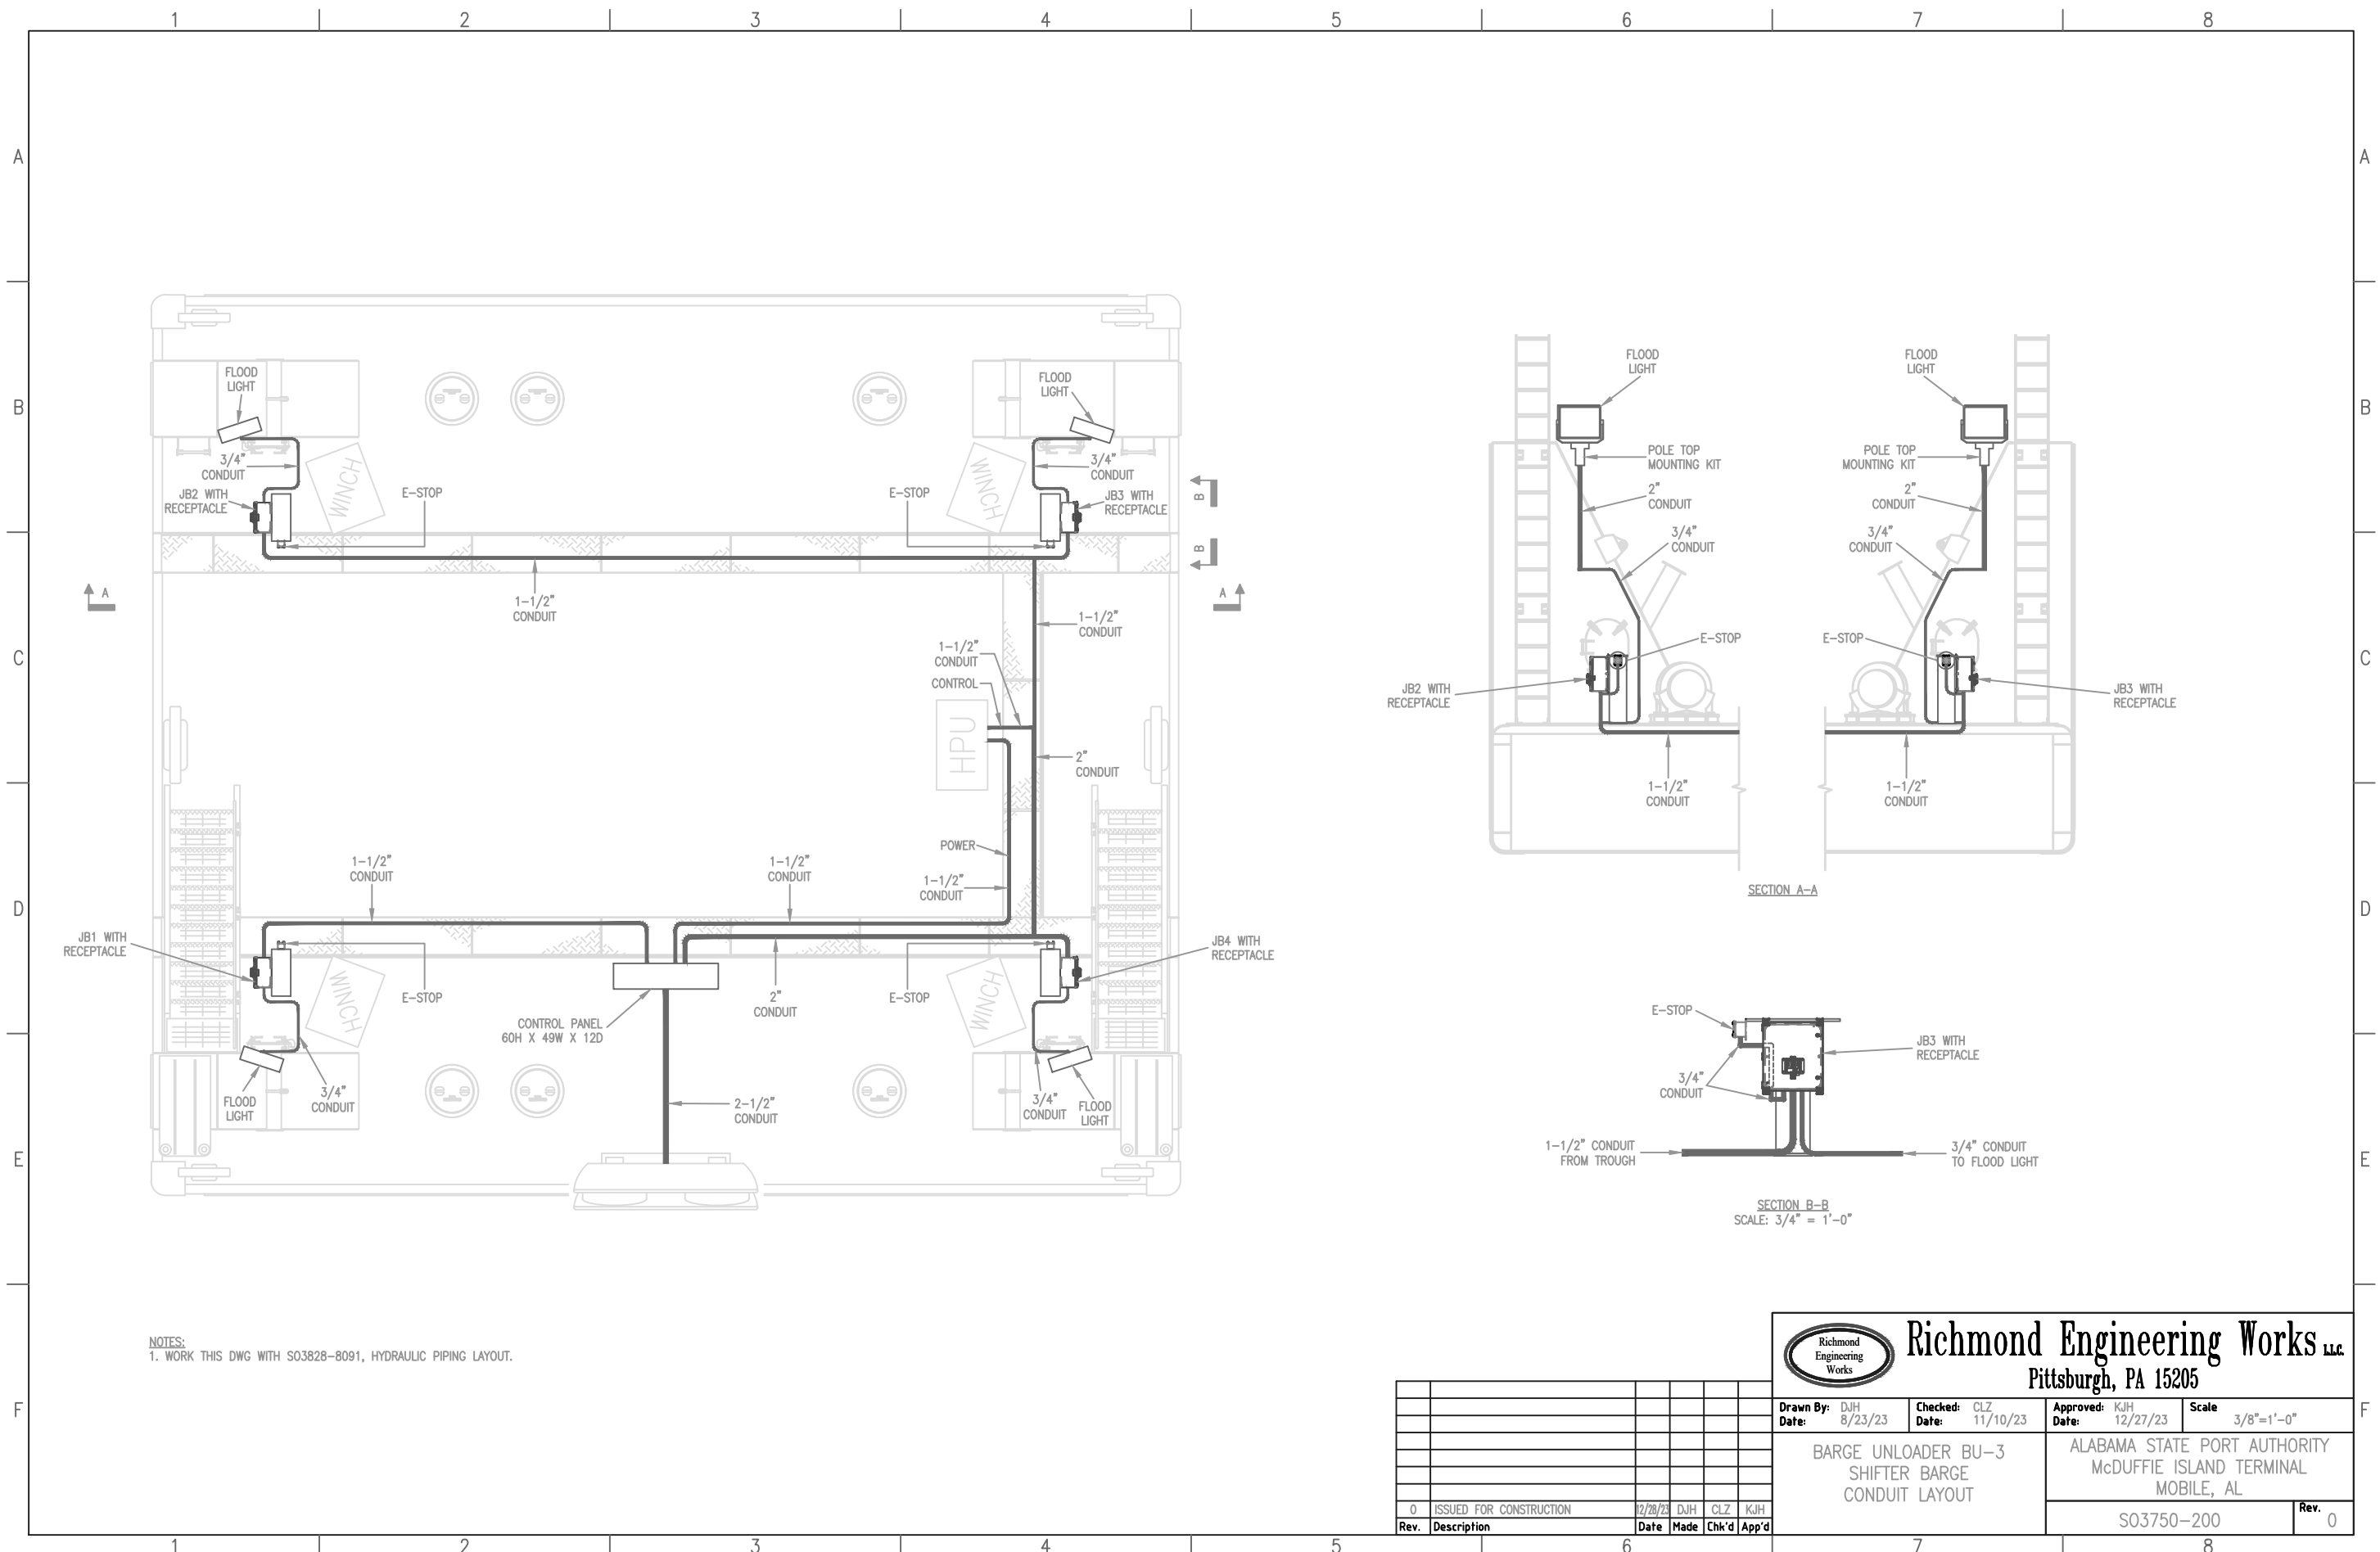 1 2 3 4 5 6 7 8
A A
B B
C C
D D
E E
F F
FLOOD
LIGHT
FLOOD
LIGHT
3/4"
CONDUIT
WINCH
WINCH
3/4"
CONDUIT
JB2 WITH
RECEPTACLE
E-STOP
E-STOP
JB3 WITH
RECEPTACLE
B
B
A
A
1-1/2"
CONDUIT
1-1/2"
CONDUIT
1-1/2"
CONDUIT
CONTROL
HPU
2"
CONDUIT
POWER
1-1/2"
CONDUIT
1-1/2"
CONDUIT
1-1/2"
CONDUIT
JB1 WITH
RECEPTACLE
JB4 WITH
RECEPTACLE
WINCH
E-STOP
2"
CONDUIT
E-STOP
WINCH
CONTROL PANEL
60H X 49W X 12D
FLOOD
LIGHT
3/4"
CONDUIT
2-1/2"
CONDUIT
3/4"
CONDUIT
FLOOD
LIGHT
FLOOD
LIGHT
FLOOD
LIGHT
POLE TOP
MOUNTING KIT
POLE TOP
MOUNTING KIT
2"
CONDUIT
2"
CONDUIT
3/4"
CONDUIT
3/4"
CONDUIT
E-STOP
E-STOP
JB2 WITH
RECEPTACLE
JB3 WITH
RECEPTACLE
1-1/2"
CONDUIT
1-1/2"
CONDUIT
SECTION A-A
E-STOP
JB3 WITH
RECEPTACLE
3/4"
CONDUIT
1-1/2" CONDUIT
FROM TROUGH
3/4" CONDUIT
TO FLOOD LIGHT
SECTION B-B
SCALE: 3/4" = 1'-0"
NOTES:
1. WORK THIS DWG WITH SO3828-8091, HYDRAULIC PIPING LAYOUT.
Richmond
Engineering
Works
Richmond Engineering Works L.L.C.
Pittsburgh, PA 15205
Drawn By: DJH
Date: 8/23/23
Checked: CLZ
Date: 11/10/23
Approved: KJH
Date: 12/27/23
Scale
3/8"=1'-0"
BARGE UNLOADER BU-3
SHIFTER BARGE
CONDUIT LAYOUT
ALABAMA STATE PORT AUTHORITY
McDUFFIE ISLAND TERMINAL
MOBILE, AL
SO3750-200
Rev.
0
0 ISSUED FOR CONSTRUCTION 12/28/23 DJH CLZ KJH
Rev. Description Date Made Chk'd App'd
1 2 3 4 5 6 7 8